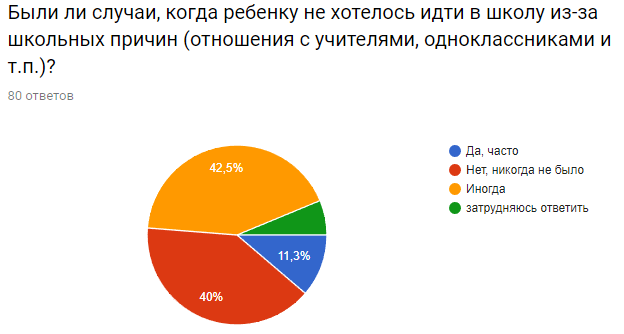 Были ли случаи, когда ребенку не хотелось идти в школу из-за
школьных причин (отношения с учителями, одноклассниками и
т.п.)?
80 ответов
42,5%
11,3%
40%
Да, часто
Нет, никогда не было
Иногда
затрудняюсь ответить